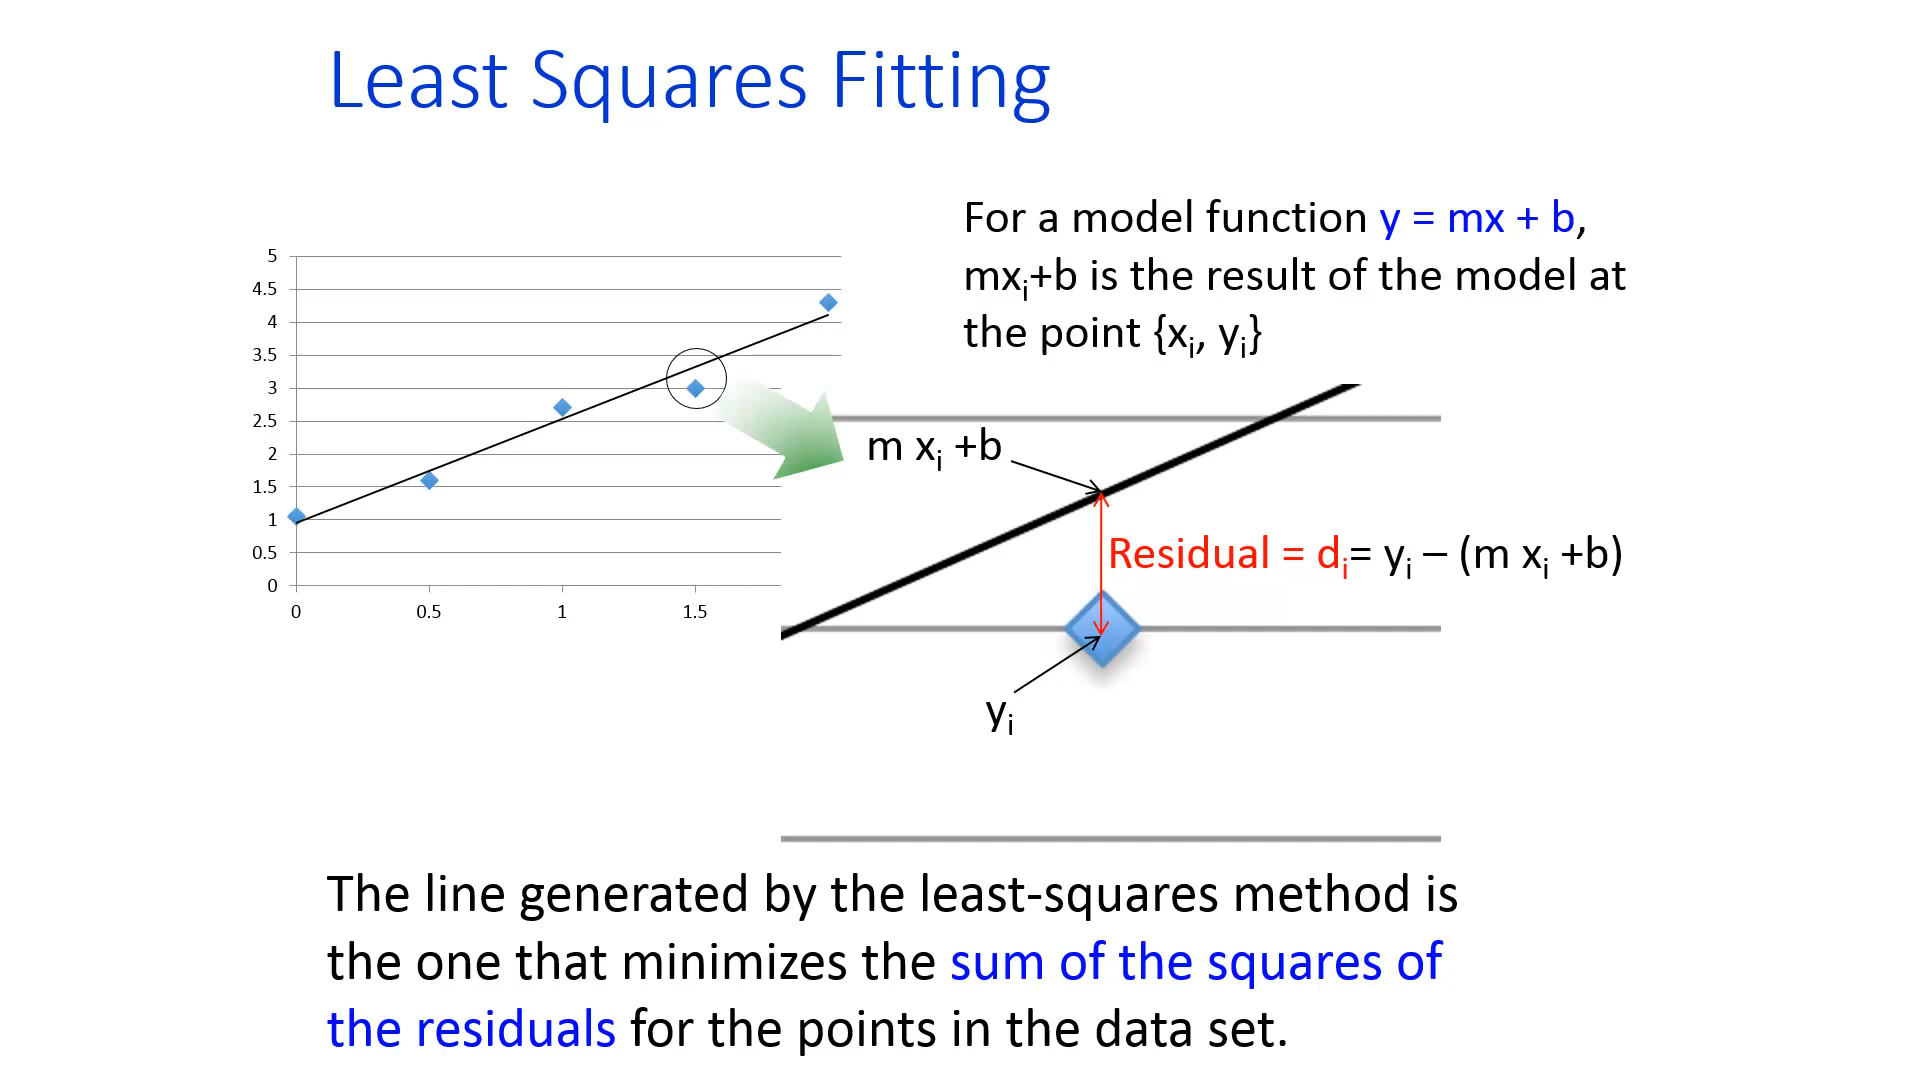 Least Squares Fitting
For a model function y = mx + b,
mxᵢ+b is the result of the model at
the point {xᵢ, yᵢ}
5
4.5
4
3.5
3
2.5
2
1.5
1
0.5
0
0 0.5 1 1.5
m xᵢ +b
Residual = dᵢ= yᵢ – (m xᵢ +b)
yᵢ
The line generated by the least-squares method is
the one that minimizes the sum of the squares of
the residuals for the points in the data set.